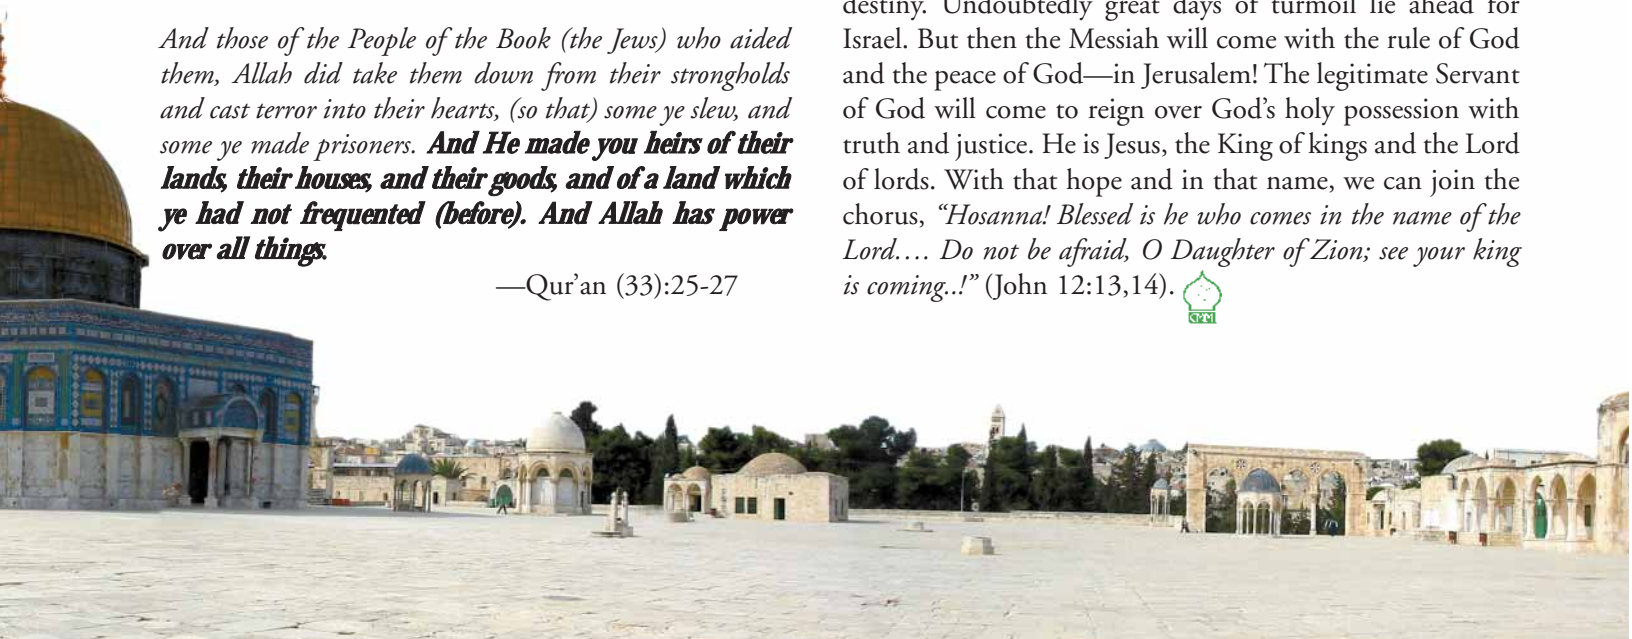 And those of the People of the Book (the Jews) who aided
them, Allah did take them down from their strongholds
and cast terror into their hearts, (so that) some ye slew, and
some ye made prisoners. And He made you heirs of their
lands, their houses, and their goods, and of a land which
ye had not frequented (before). And Allah has power
over all things.
—Qur’an (33):25-27
destiny. Undoubtedly great days of turmoil lie ahead for
Israel. But then the Messiah will come with the rule of God
and the peace of God—in Jerusalem! The legitimate Servant
of God will come to reign over God’s holy possession with
truth and justice. He is Jesus, the King of kings and the Lord
of lords. With that hope and in that name, we can join the
chorus, “Hosanna! Blessed is he who comes in the name of the
Lord…. Do not be afraid, O Daughter of Zion; see your king
is coming..!” (John 12:13,14).
CMM